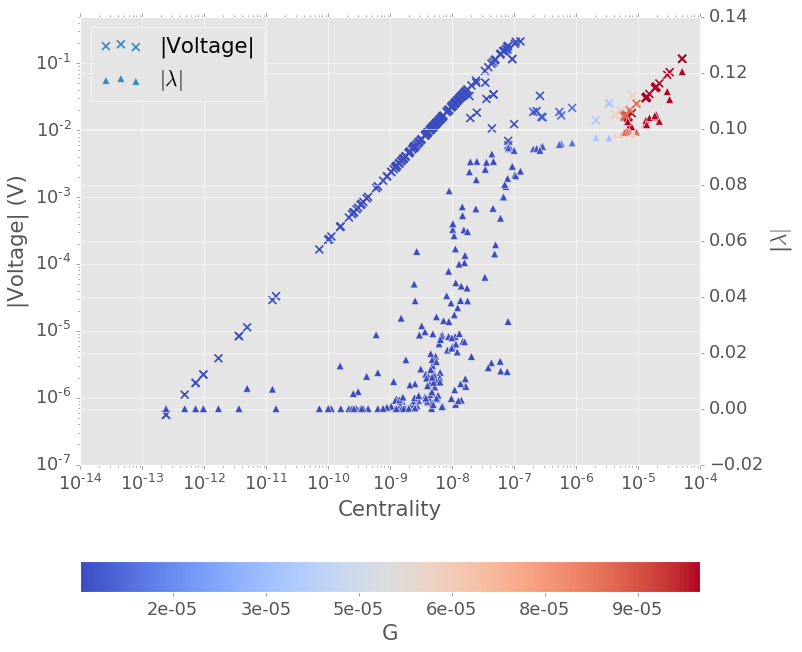 |Voltage|
|λ|
10⁻¹
10⁻²
10⁻³
10⁻⁴
10⁻⁵
10⁻⁶
10⁻⁷
|Voltage| (V)
0.14
0.12
0.10
0.08
0.06
0.04
0.02
0.00
−0.02
|λ|
10⁻¹⁴ 10⁻¹³ 10⁻¹² 10⁻¹¹ 10⁻¹⁰ 10⁻⁹ 10⁻⁸ 10⁻⁷ 10⁻⁶ 10⁻⁵ 10⁻⁴
Centrality
2e-05 3e-05 5e-05 6e-05 8e-05 9e-05
G